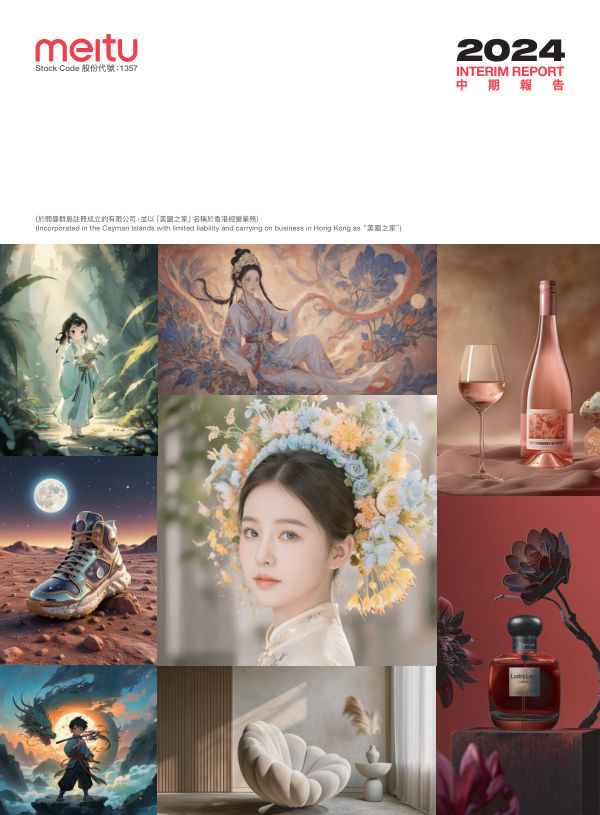 meitu
Stock Code 股份代號：1357
2024
INTERIM REPORT
中期報告
（於開曼群島註冊成立的有限公司，並以「美圖之家」名稱於香港經營業務）
(Incorporated in the Cayman Islands with limited liability and carrying on business in Hong Kong as “美圖之家”)